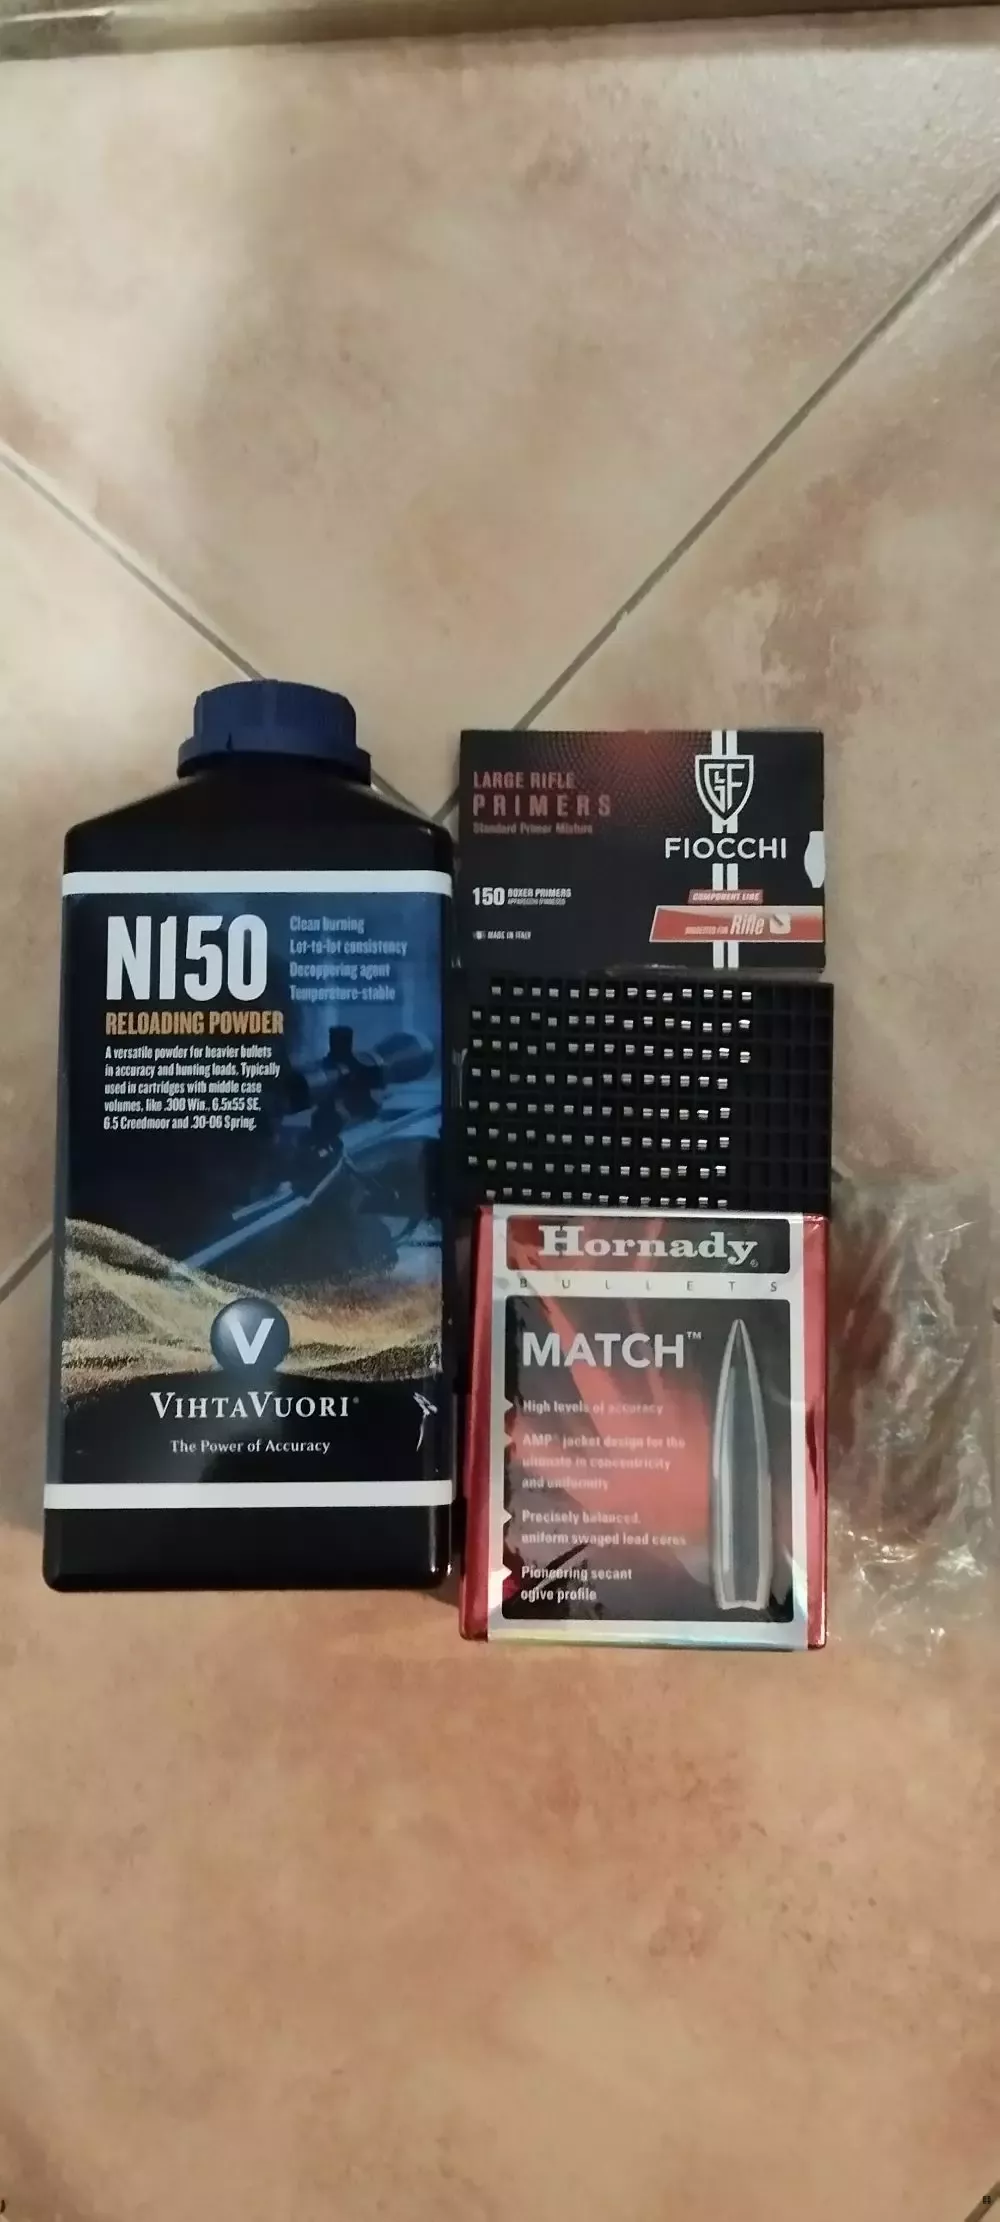 N150
Clean burning
Lot-to-lot consistency
Decoppering agent
Temperature-stable
RELOADING POWDER
A versatile powder for heavier bullets
in accuracy and hunting loads. Typically
used in cartridges with middle case
volumes, like .300 Win., 6.5x55 SE,
6.5 Creedmoor and .30-06 Spring.
V
VIHTAVUORI®
The Power of Accuracy
LARGE RIFLE
PRIMERS
Standard Primer Mixture
GLF
FIOCCHI
150 BOXER PRIMERS
COMPONENT LINE
Rifle
MADE IN ITALY
Hornady®
BULLETS
MATCH™
High levels of accuracy
AMP® jacket design for the
ultimate in concentricity
and uniformity
Precisely balanced,
uniform swaged lead cores
Pioneering secant
ogive profile